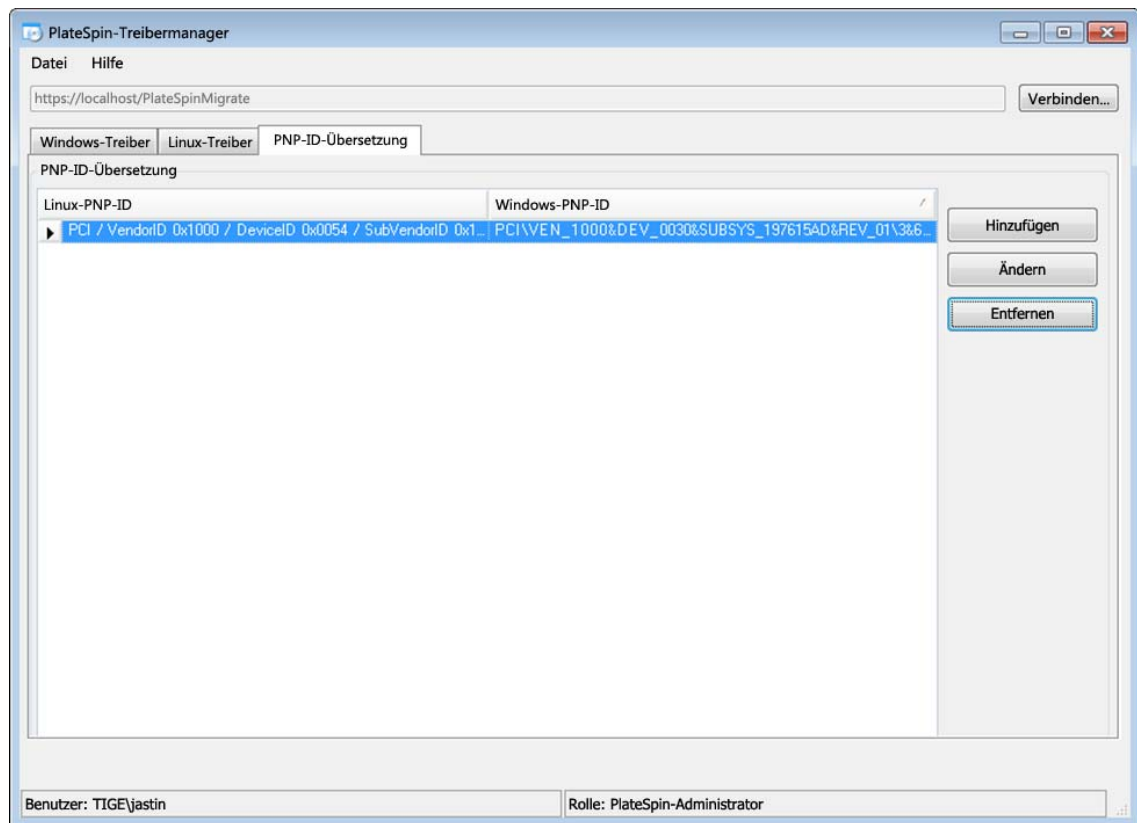 PlateSpin-Treibermanager
Datei Hilfe
https://localhost/PlateSpinMigrate Verbinden...
Windows-Treiber Linux-Treiber PNP-ID-Übersetzung
PNP-ID-Übersetzung
Linux-PNP-ID Windows-PNP-ID
PCI / VendorID 0x1000 / DeviceID 0x0054 / SubVendorID 0x1... PCI\VEN_1000&DEV_0030&SUBSYS_197615AD&REV_01\3&6...
Hinzufügen
Ändern
Entfernen
Benutzer: TIGE\jastin Rolle: PlateSpin-Administrator